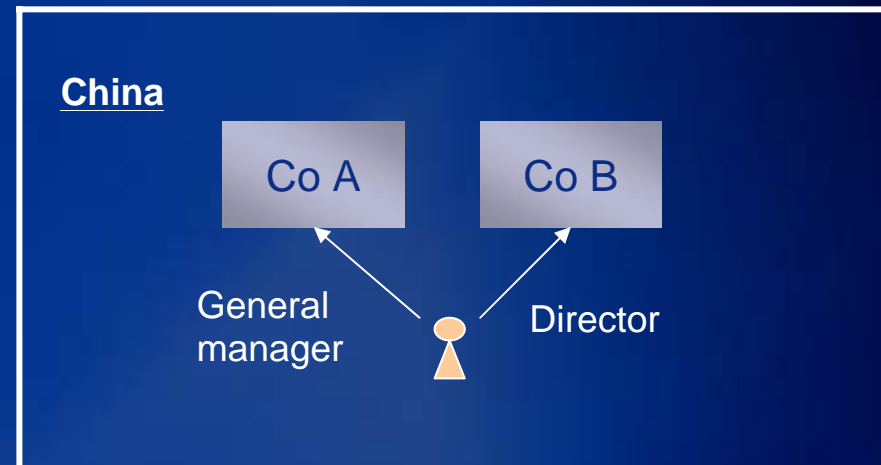 China
Co A
Co B
General
manager
Director